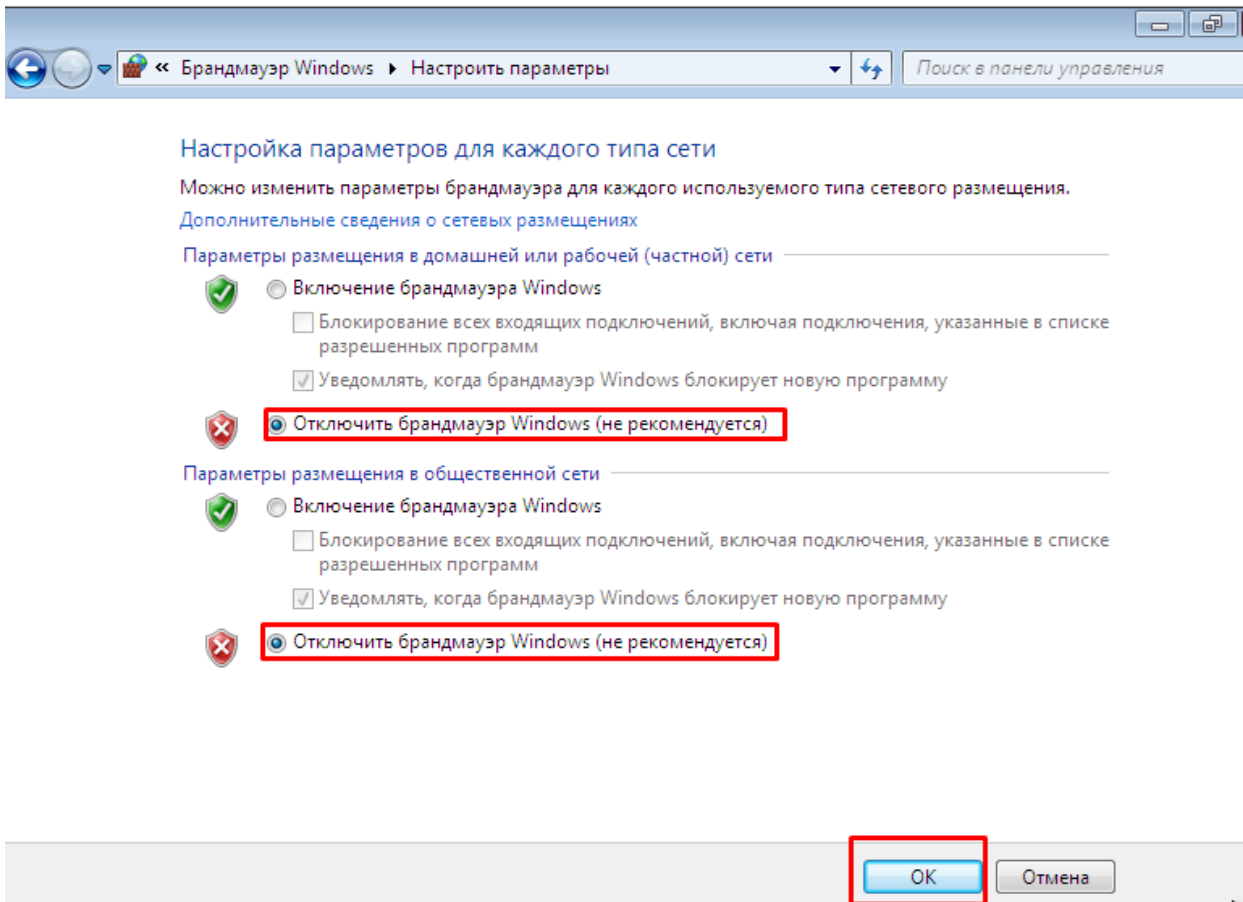 « Брандмауэр Windows Настроить параметры Поиск в панели управления
Настройка параметров для каждого типа сети
Можно изменить параметры брандмауэра для каждого используемого типа сетевого размещения.
Дополнительные сведения о сетевых размещениях
Параметры размещения в домашней или рабочей (частной) сети
Включение брандмауэра Windows
Блокирование всех входящих подключений, включая подключения, указанные в списке
разрешенных программ
Уведомлять, когда брандмауэр Windows блокирует новую программу
Отключить брандмауэр Windows (не рекомендуется)
Параметры размещения в общественной сети
Включение брандмауэра Windows
Блокирование всех входящих подключений, включая подключения, указанные в списке
разрешенных программ
Уведомлять, когда брандмауэр Windows блокирует новую программу
Отключить брандмауэр Windows (не рекомендуется)
ОК Отмена